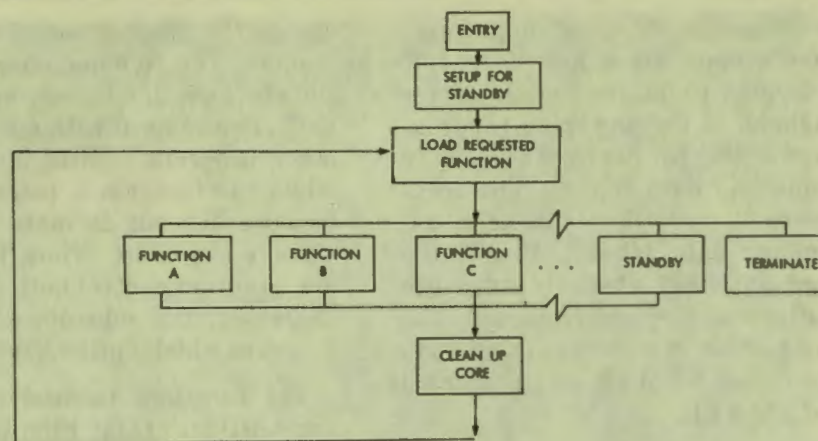 ENTRY
SETUP FOR
STANDBY
LOAD REQUESTED
FUNCTION
FUNCTION
A
FUNCTION
B
FUNCTION
C
. . .
STANDBY
TERMINATE
CLEAN UP
CORE